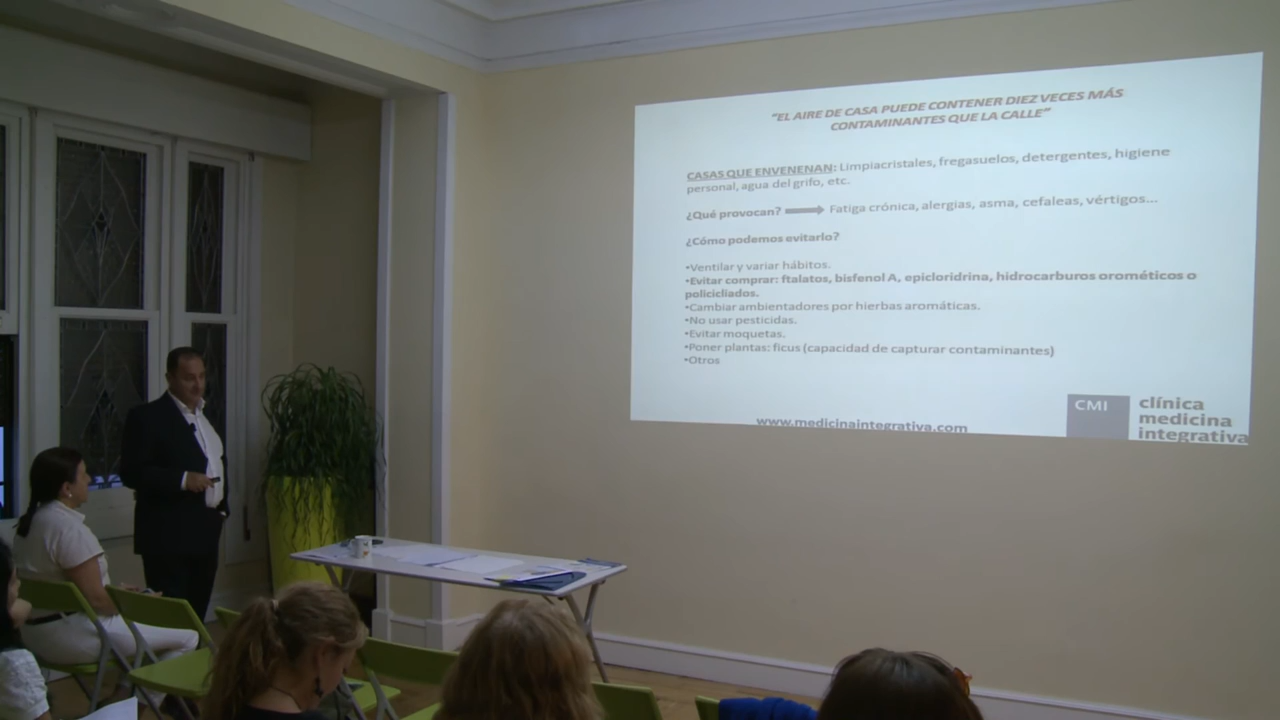 “EL AIRE DE CASA PUEDE CONTENER DIEZ VECES MÁS
CONTAMINANTES QUE LA CALLE”
CASAS QUE ENVENENAN: Limpiacristales, fregasuelos, detergentes, higiene
personal, agua del grifo, etc.
¿Qué provocan? Fatiga crónica, alergias, asma, cefaleas, vértigos...
¿Cómo podemos evitarlo?
•Ventilar y variar hábitos.
•Evitar comprar: ftalatos, bisfenol A, epicloridrina, hidrocarburos orométicos o
policicliados.
•Cambiar ambientadores por hierbas aromáticas.
•No usar pesticidas.
•Evitar moquetas.
•Poner plantas: ficus (capacidad de capturar contaminantes)
•Otros
www.medicinaintegrativa.com
CMI
clínica
medicina
integrativa